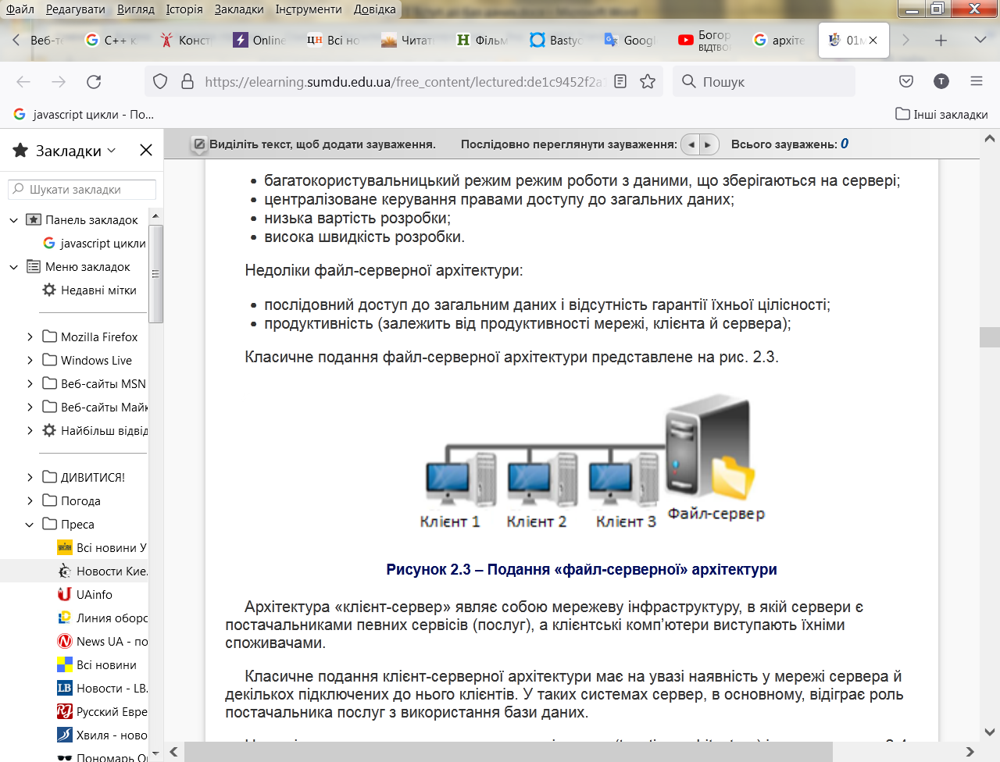 Файл Редагувати Вигляд Історія Закладки Інструменти Довідка
Веб-т C++ к Конст Online Всі но Читат Фільм Bastyo Googl Богор архіте 01м
ВІДТВО
https://elearning.sumdu.edu.ua/free_content/lectured:de1c9452f2a Пошук T
javascript цикли - По... Інші закладки
Закладки
Шукати закладки
Панель закладок
javascript цикли
Меню закладок
Недавні мітки
Mozilla Firefox
Windows Live
Веб-сайты MSN
Веб-сайты Майк
Найбільш відвід
ДИВИТИСЯ!
Погода
Преса
Всі новини У
Новости Кие.
UAinfo
Линия оборо
News UA - по
Всі новини
Новости - LB.
Русский Евре
Хвиля - ново
Пономарь О
Виділіть текст, щоб додати зауваження. Послідовно переглянути зауваження: Всього зауважень: 0
багатокористувальницький режим режим роботи з даними, що зберігаються на сервері;
централізоване керування правами доступу до загальних даних;
низька вартість розробки;
висока швидкість розробки.
Недоліки файл-серверної архітектури:
послідовний доступ до загальним даних і відсутність гарантії їхньої цілісності;
продуктивність (залежить від продуктивності мережі, клієнта й сервера);
Класичне подання файл-серверної архітектури представлене на рис. 2.3.
Клієнт 1 Клієнт 2 Клієнт 3 Файл-сервер
Рисунок 2.3 – Подання «файл-серверної» архітектури
Архітектура «клієнт-сервер» являє собою мережеву інфраструктуру, в якій сервери є
постачальниками певних сервісів (послуг), а клієнтські комп’ютери виступають їхніми
споживачами.
Класичне подання клієнт-серверної архітектури має на увазі наявність у мережі сервера й
декількох підключених до нього клієнтів. У таких системах сервер, в основному, відіграє роль
постачальника послуг з використання бази даних.